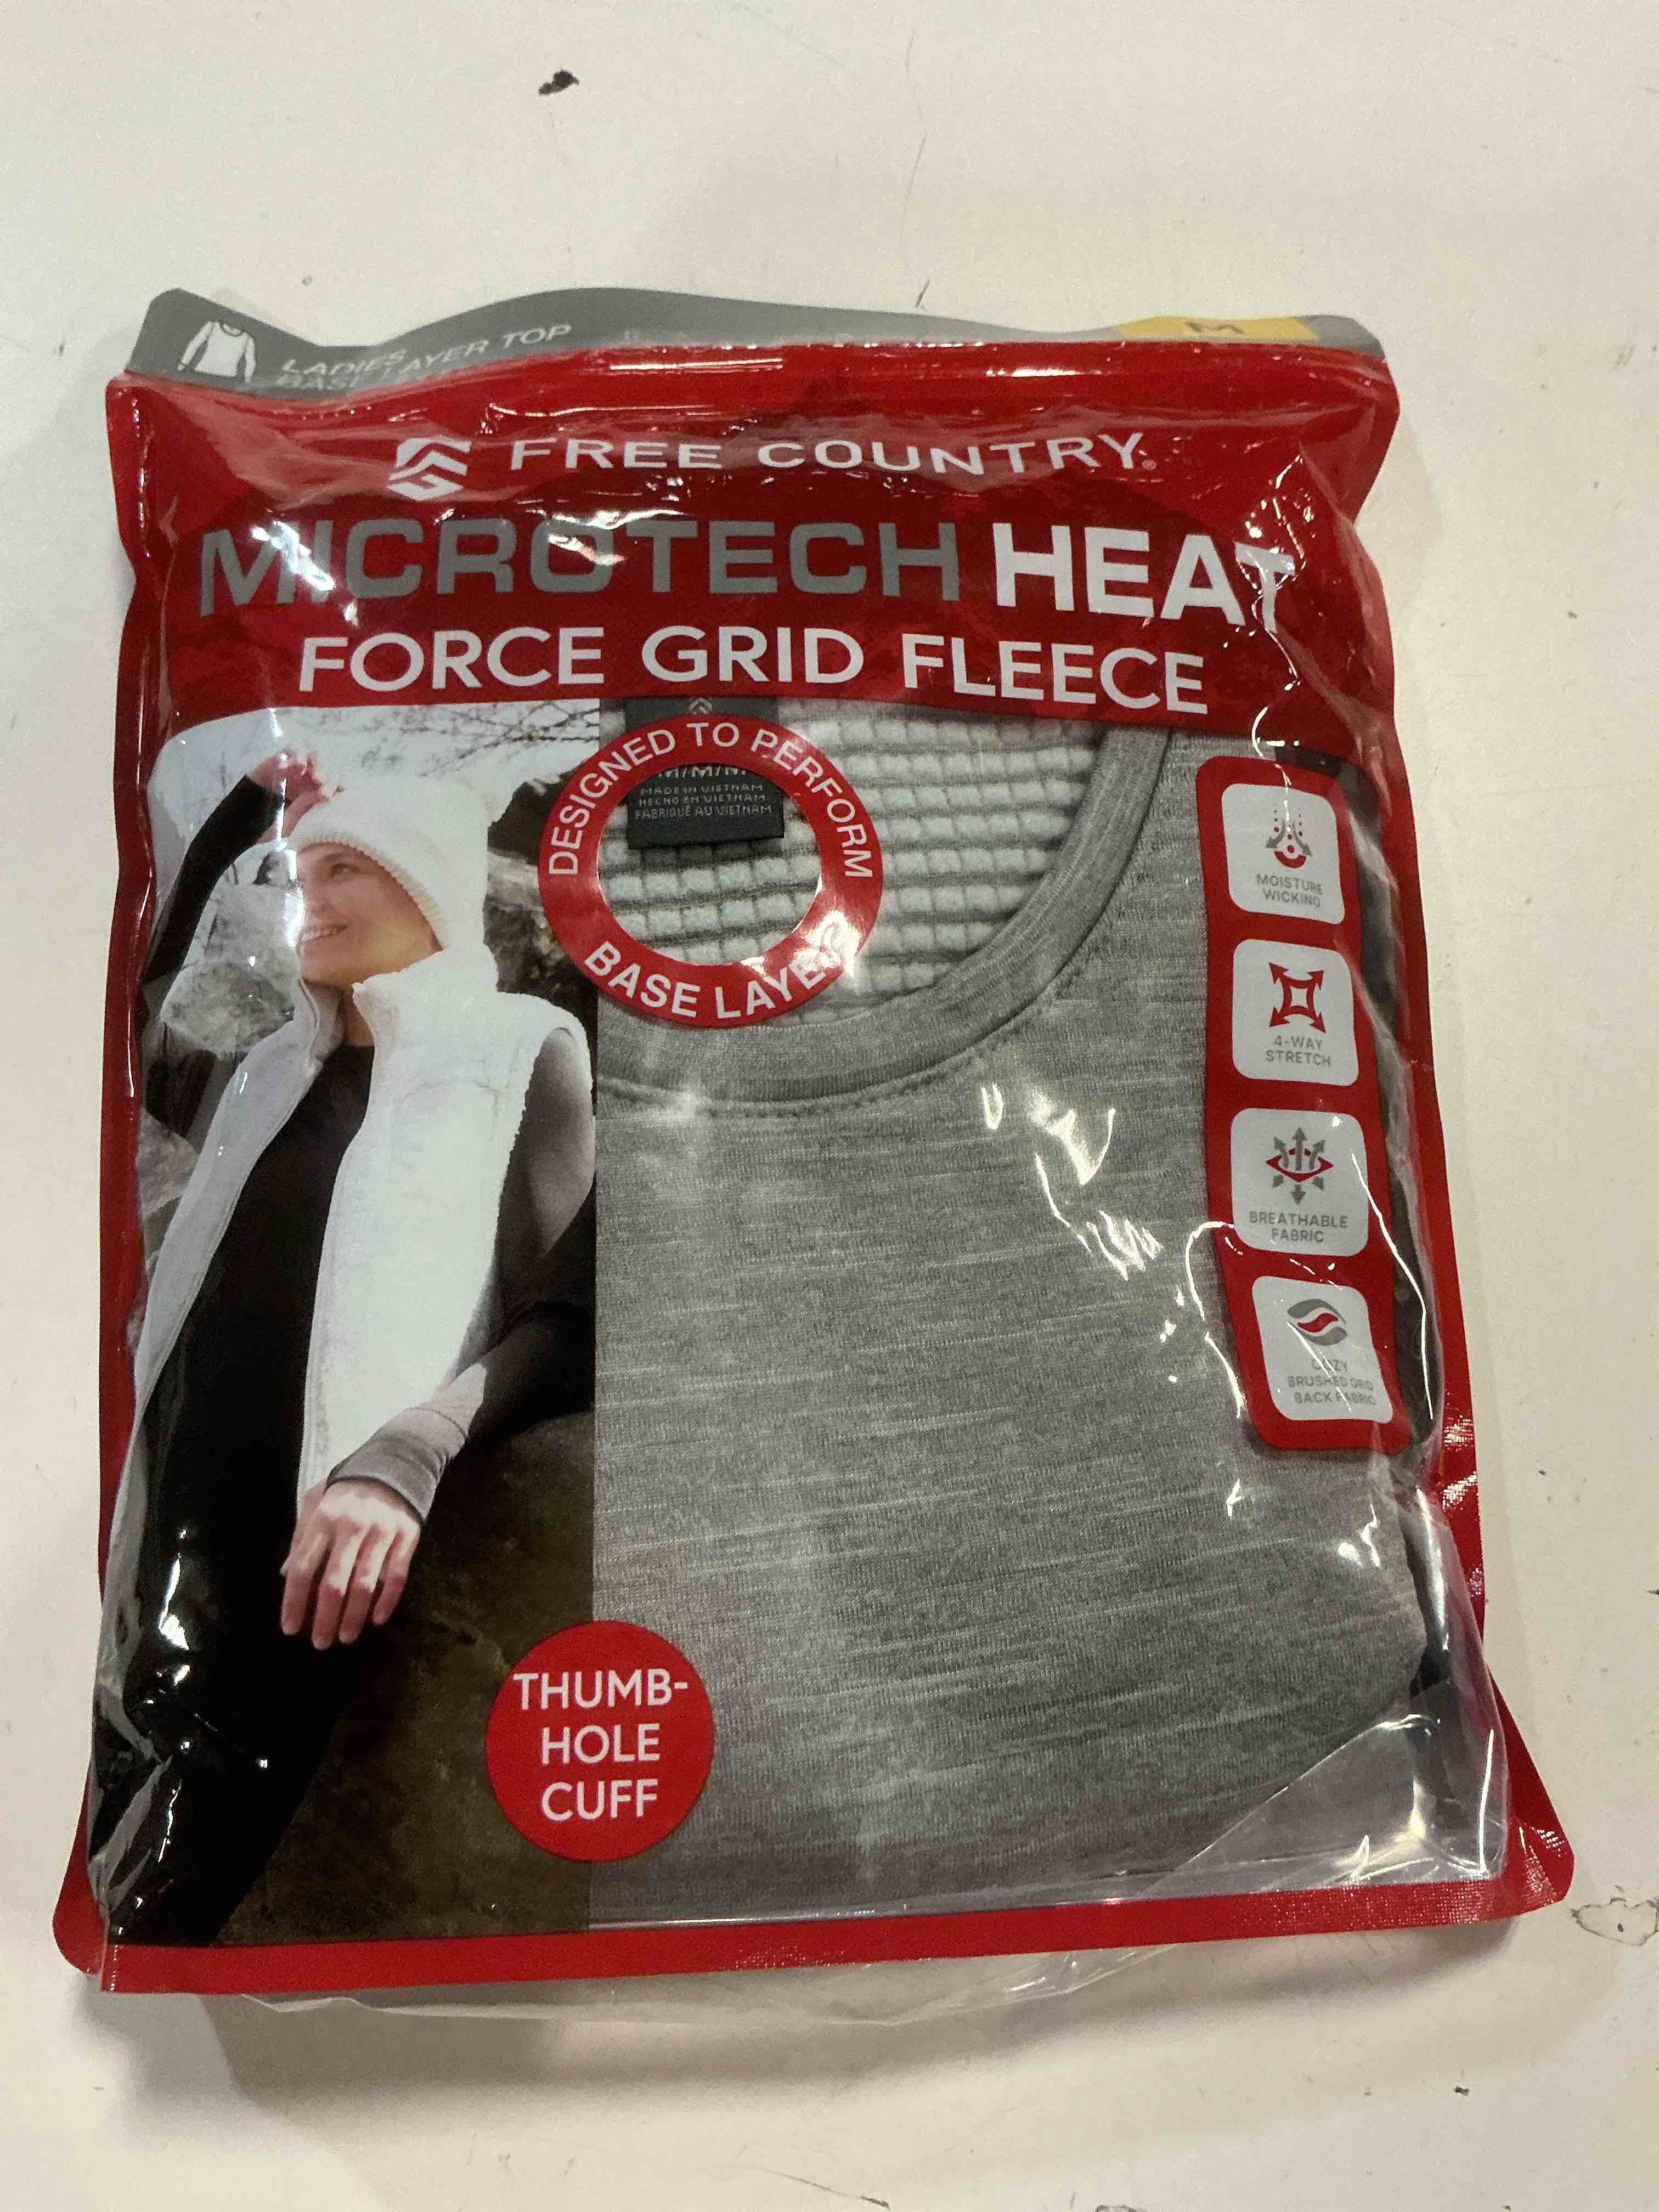 LADIES
BASE LAYER TOP
M
FREE COUNTRY®
MICROTECH HEAT
FORCE GRID FLEECE
DESIGNED TO PERFORM
M/M/M
MADE IN VIETNAM
HECHO EN VIETNAM
FABRIQUÉ AU VIETNAM
BASE LAYERS
MOISTURE
WICKING
4-WAY
STRETCH
BREATHABLE
FABRIC
COZY
BRUSHED GRID
BACK FABRIC
THUMB-
HOLE
CUFF